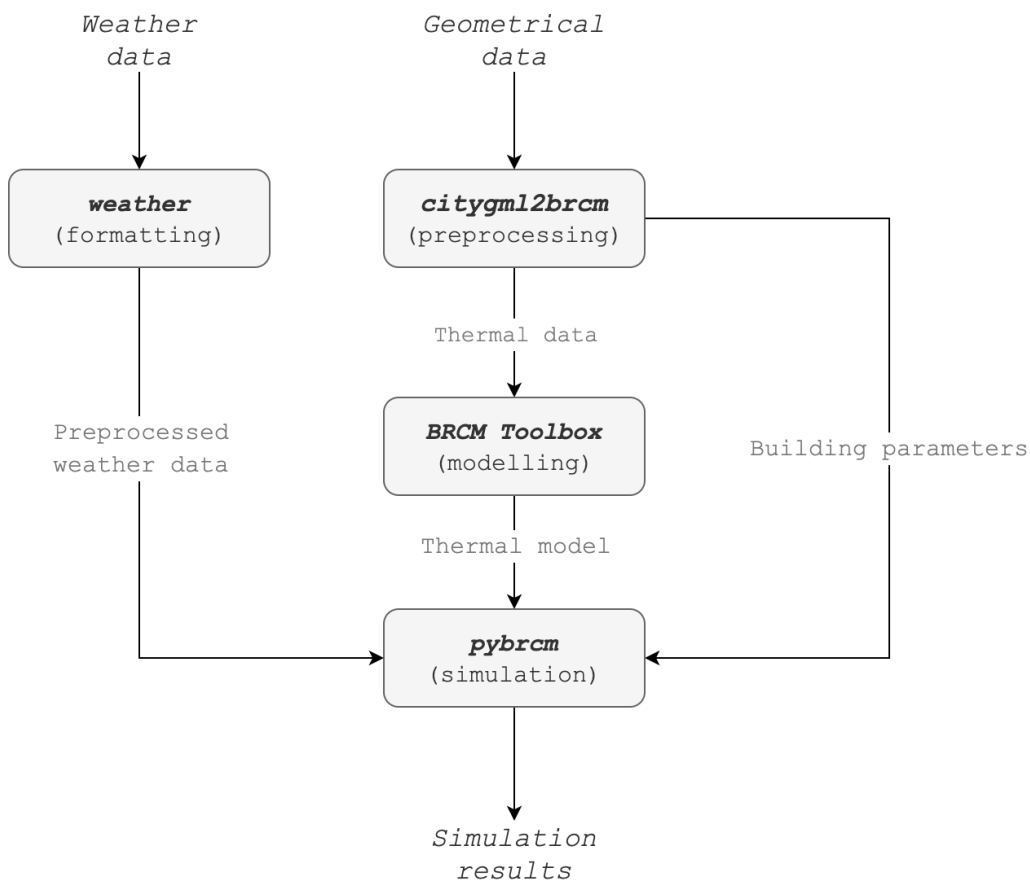 Weather
data
Geometrical
data
weather
(formatting)
citygml2brcm
(preprocessing)
Thermal data
Preprocessed
weather data
BRCM Toolbox
(modelling)
Building parameters
Thermal model
pybrcm
(simulation)
Simulation
results